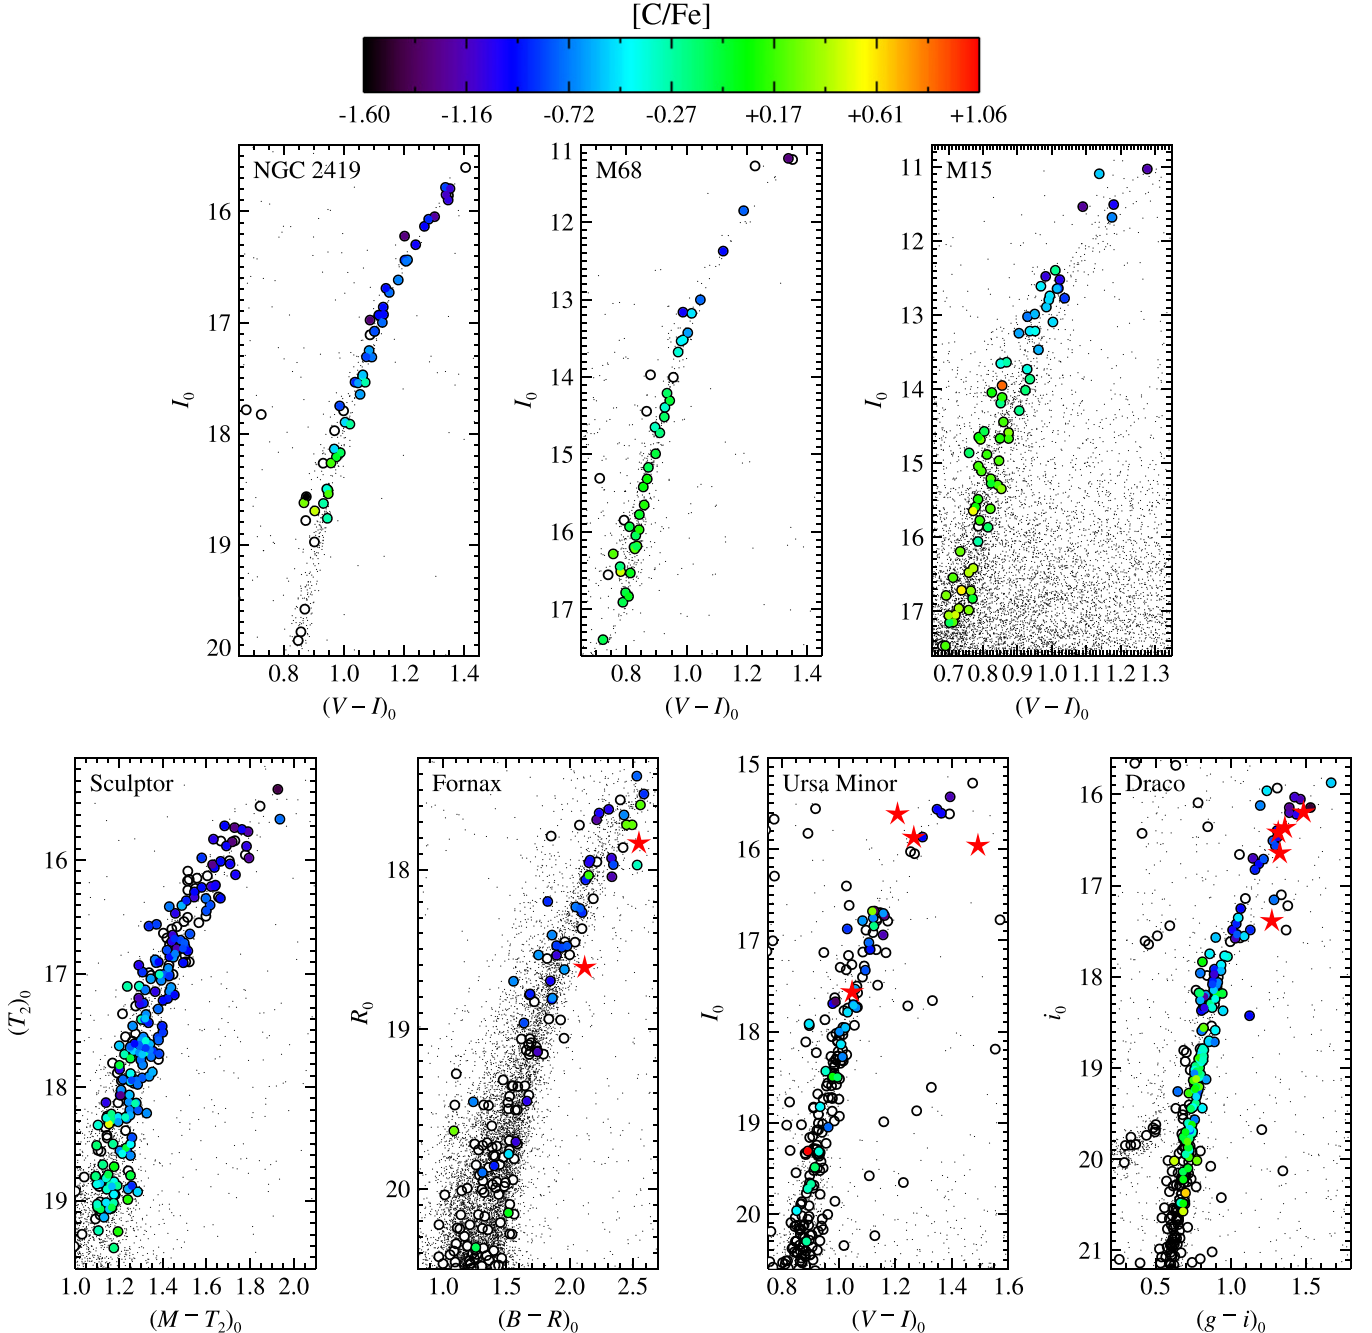 [C/Fe]
-1.60 -1.16 -0.72 -0.27 +0.17 +0.61 +1.06
NGC 2419
16
17
18
19
20
I₀
0.8 1.0 1.2 1.4
(V − I)₀
M68
11
12
13
14
15
16
17
I₀
0.8 1.0 1.2 1.4
(V − I)₀
M15
11
12
13
14
15
16
17
I₀
0.7 0.8 0.9 1.0 1.1 1.2 1.3
(V − I)₀
Sculptor
16
17
18
19
(T₂)₀
1.0 1.2 1.4 1.6 1.8 2.0
(M − T₂)₀
Fornax
18
19
20
R₀
1.0 1.5 2.0 2.5
(B − R)₀
Ursa Minor
15
16
17
18
19
20
I₀
0.8 1.0 1.2 1.4 1.6
(V − I)₀
Draco
16
17
18
19
20
21
i₀
0.5 1.0 1.5
(g − i)₀